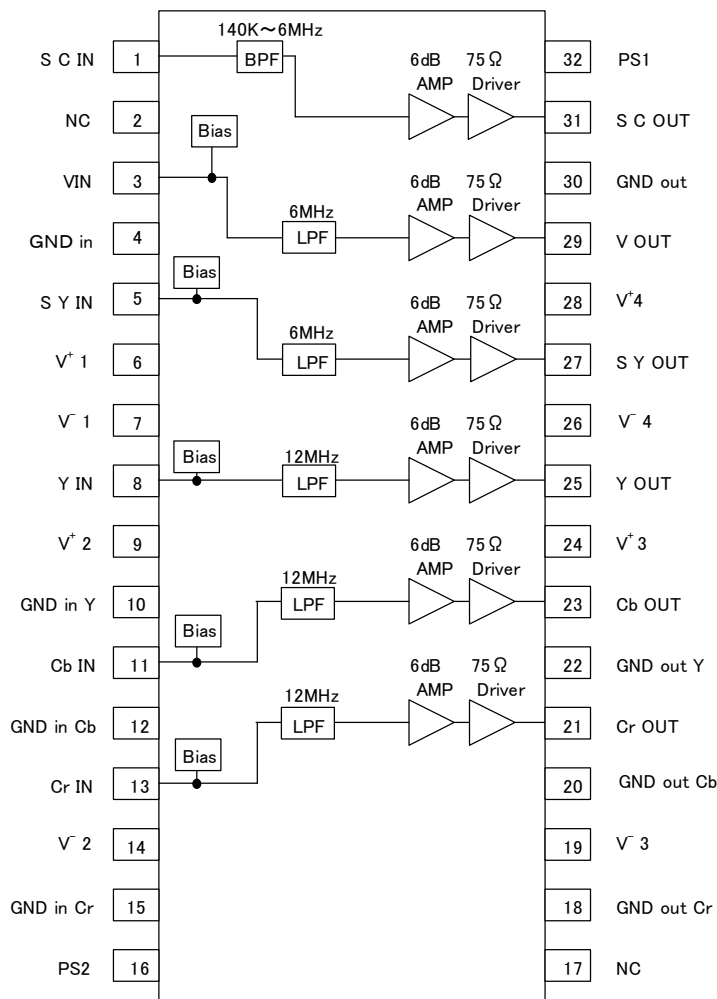 140K～6MHz
S C IN 1 BPF 6dB 75Ω 32 PS1
AMP Driver
NC 2 31 S C OUT
Bias
VIN 3 6dB 75Ω 30 GND out
6MHz AMP Driver
GND in 4 LPF 29 V OUT
Bias
S Y IN 5 6dB 75Ω 28 V⁺4
6MHz AMP Driver
V⁺ 1 6 LPF 27 S Y OUT
V⁻ 1 7 6dB 75Ω 26 V⁻ 4
Bias 12MHz AMP Driver
Y IN 8 LPF 25 Y OUT
V⁺ 2 9 6dB 75Ω 24 V⁺ 3
12MHz AMP Driver
GND in Y 10 LPF 23 Cb OUT
Bias
Cb IN 11 6dB 75Ω 22 GND out Y
12MHz AMP Driver
GND in Cb 12 LPF 21 Cr OUT
Bias
Cr IN 13 20 GND out Cb
V⁻ 2 14 19 V⁻ 3
GND in Cr 15 18 GND out Cr
PS2 16 17 NC